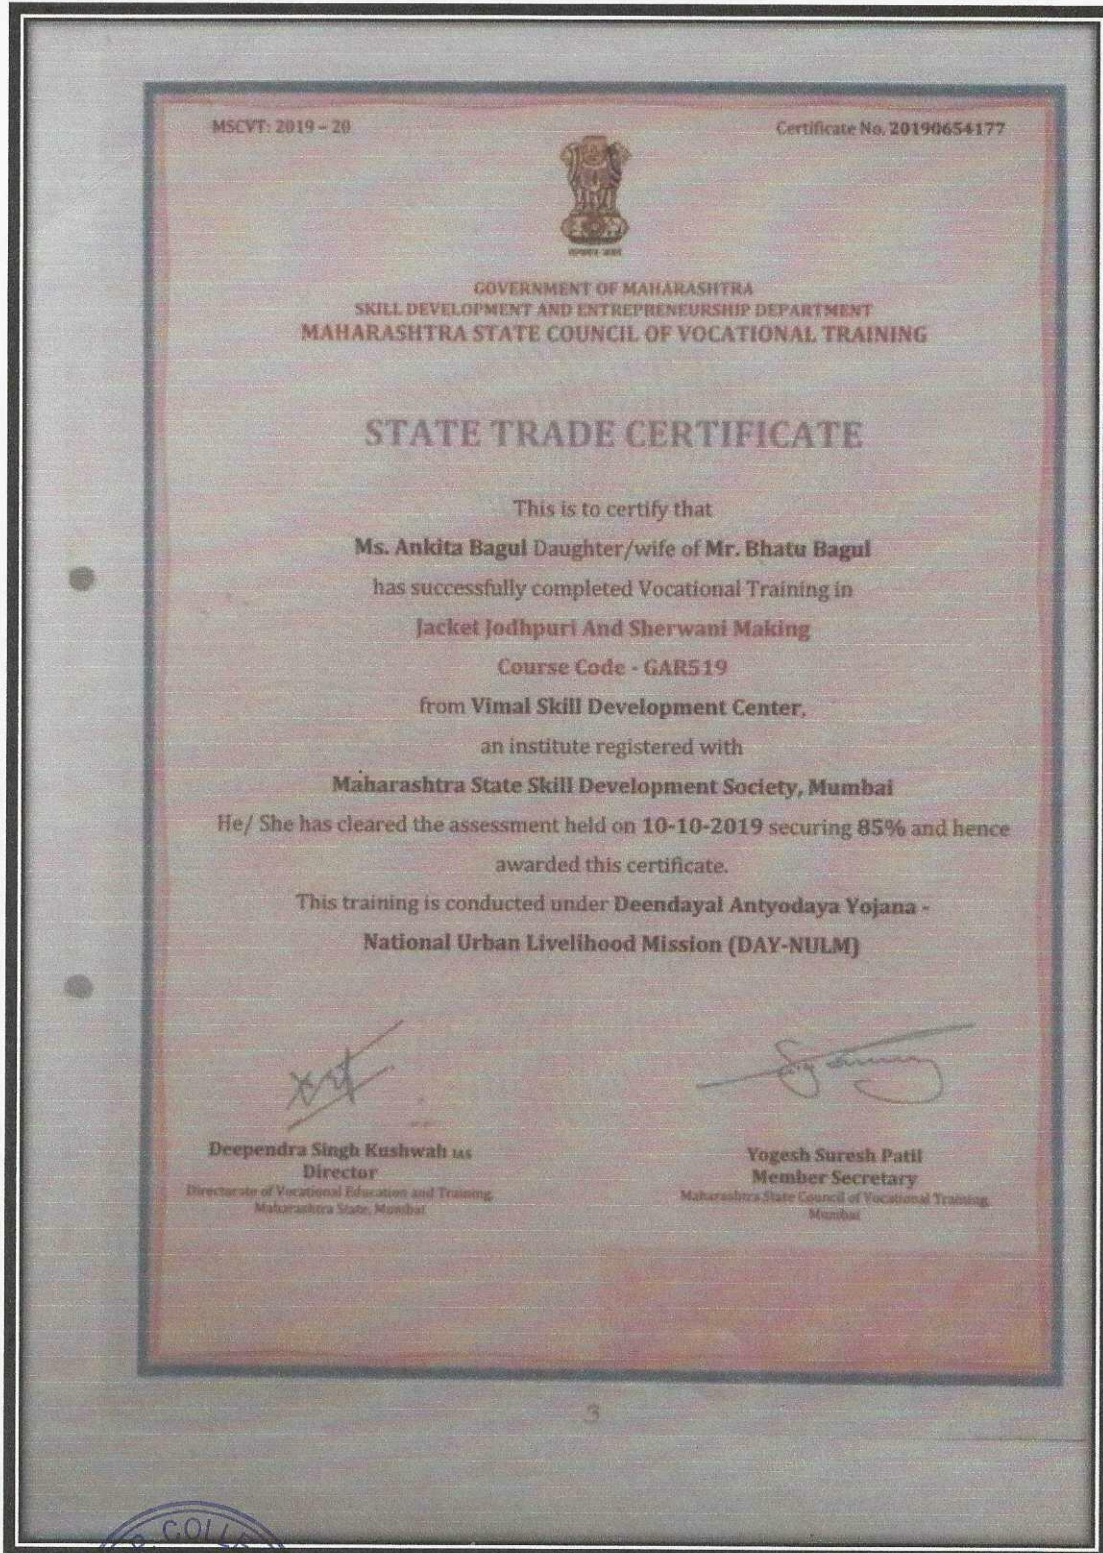 MSCVT: 2019 – 20
Certificate No. 20190654177
GOVERNMENT OF MAHARASHTRA
SKILL DEVELOPMENT AND ENTREPRENEURSHIP DEPARTMENT
MAHARASHTRA STATE COUNCIL OF VOCATIONAL TRAINING
STATE TRADE CERTIFICATE
This is to certify that
Ms. Ankita Bagul Daughter/wife of Mr. Bhatu Bagul
has successfully completed Vocational Training in
Jacket Jodhpuri And Sherwani Making
Course Code - GAR519
from Vimal Skill Development Center,
an institute registered with
Maharashtra State Skill Development Society, Mumbai
He/ She has cleared the assessment held on 10-10-2019 securing 85% and hence
awarded this certificate.
This training is conducted under Deendayal Antyodaya Yojana -
National Urban Livelihood Mission (DAY-NULM)
Deependra Singh Kushwah IAS
Director
Directorate of Vocational Education and Training,
Maharashtra State, Mumbai
Yogesh Suresh Patil
Member Secretary
Maharashtra State Council of Vocational Training,
Mumbai
3